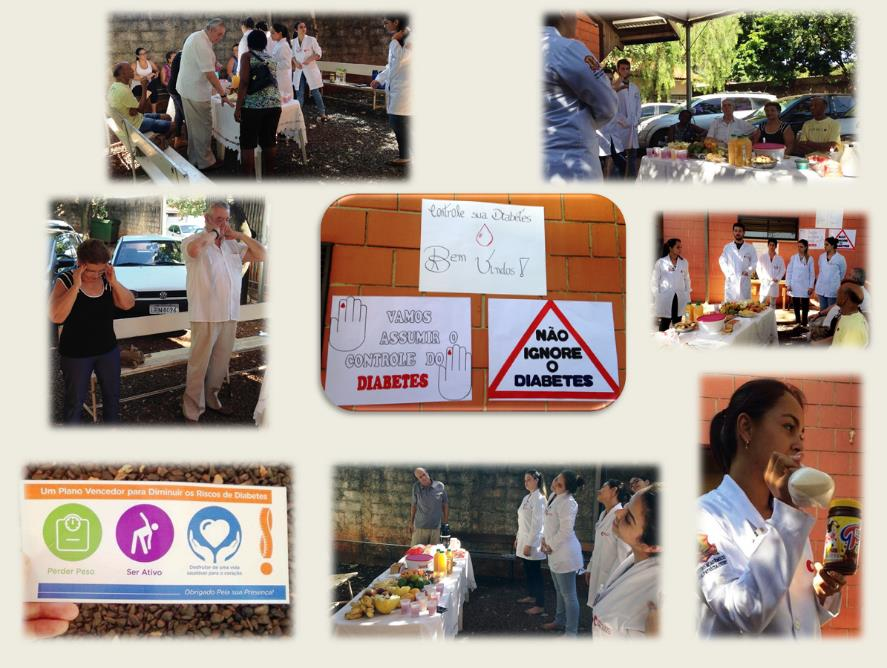 Controle sua Diabetes
Bem Vindos!
VAMOS
ASSUMIR O
CONTROLE DO
DIABETES
NÃO
IGNORE
O
DIABETES
Um Plano Vencedor para Diminuir os Riscos de Diabetes
Perder Peso
Ser Ativo
Desfrutar de uma vida
saudável para o coração
Obrigado Pela sua Presença!